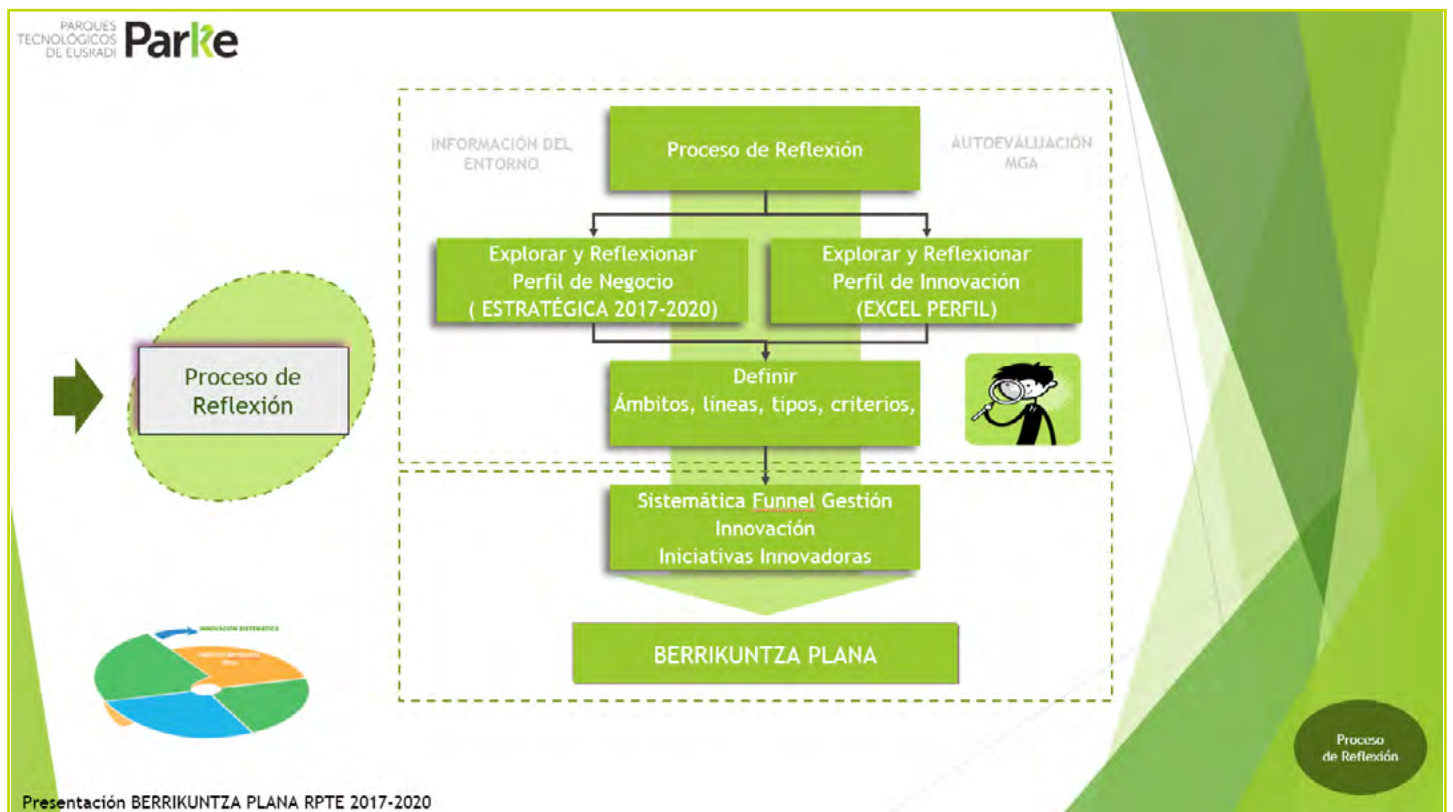 PARQUES
TECNOLÓGICOS
DE EUSKADI
Parke
INFORMACIÓN DEL
ENTORNO
Proceso de Reflexión
AUTOEVALUACIÓN
MGA
Explorar y Reflexionar
Perfil de Negocio
( ESTRATÉGICA 2017-2020)
Explorar y Reflexionar
Perfil de Innovación
(EXCEL PERFIL)
Proceso de
Reflexión
Definir
Ámbitos, líneas, tipos, criterios,
Sistemática Funnel Gestión
Innovación
Iniciativas Innovadoras
BERRIKUNTZA PLANA
INNOVACIÓN SISTEMÁTICA
Proceso
de Reflexión
Presentación BERRIKUNTZA PLANA RPTE 2017-2020